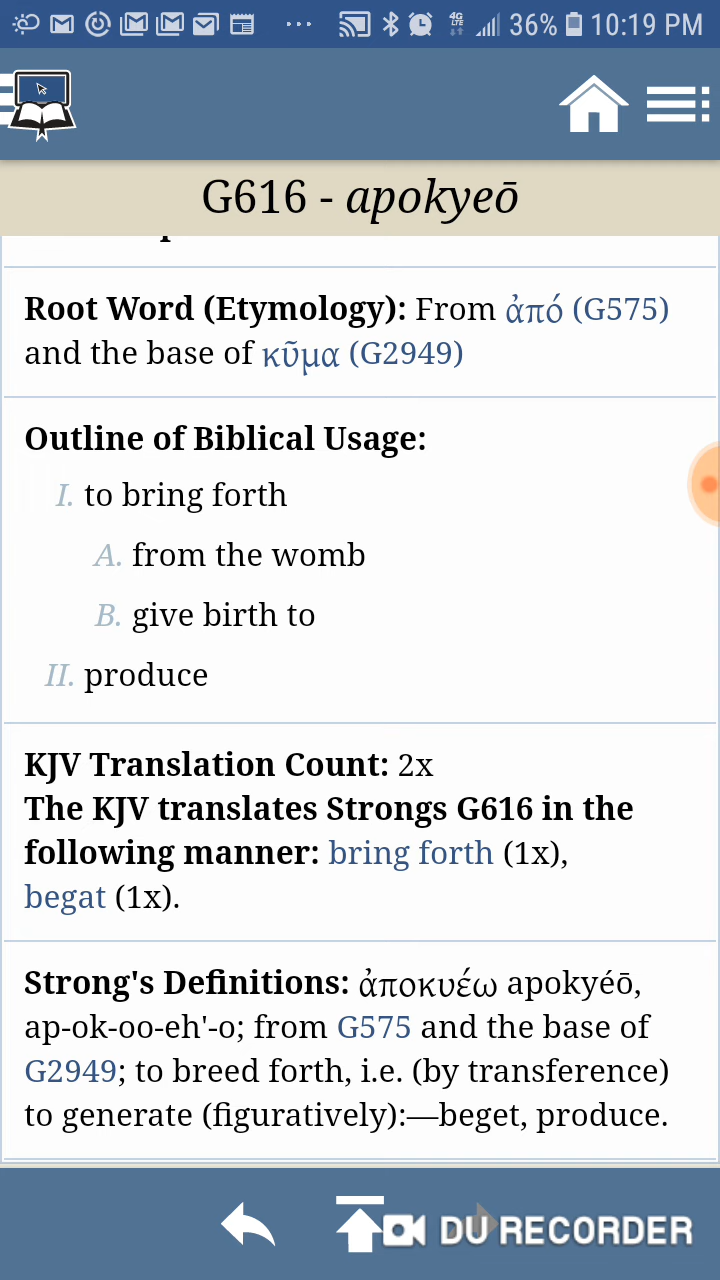 36% 10:19 PM
G616 - apokyeō
Root Word (Etymology): From ἀπό (G575)
and the base of κῦμα (G2949)
Outline of Biblical Usage:
I. to bring forth
A. from the womb
B. give birth to
II. produce
KJV Translation Count: 2x
The KJV translates Strongs G616 in the
following manner: bring forth (1x),
begat (1x).
Strong's Definitions: ἀποκυέω apokyéō,
ap-ok-oo-eh'-o; from G575 and the base of
G2949; to breed forth, i.e. (by transference)
to generate (figuratively):—beget, produce.
DU RECORDER